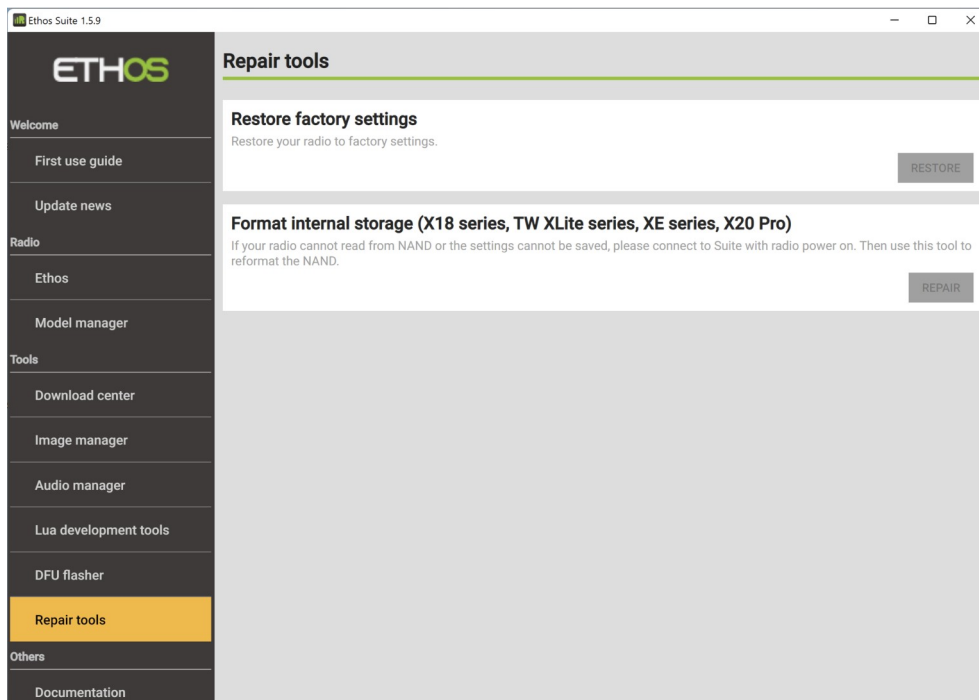 Ethos Suite 1.5.9
ETHOS
Welcome
First use guide
Update news
Radio
Ethos
Model manager
Tools
Download center
Image manager
Audio manager
Lua development tools
DFU flasher
Repair tools
Others
Documentation
Repair tools
Restore factory settings
Restore your radio to factory settings.
RESTORE
Format internal storage (X18 series, TW XLite series, XE series, X20 Pro)
If your radio cannot read from NAND or the settings cannot be saved, please connect to Suite with radio power on. Then use this tool to
reformat the NAND.
REPAIR